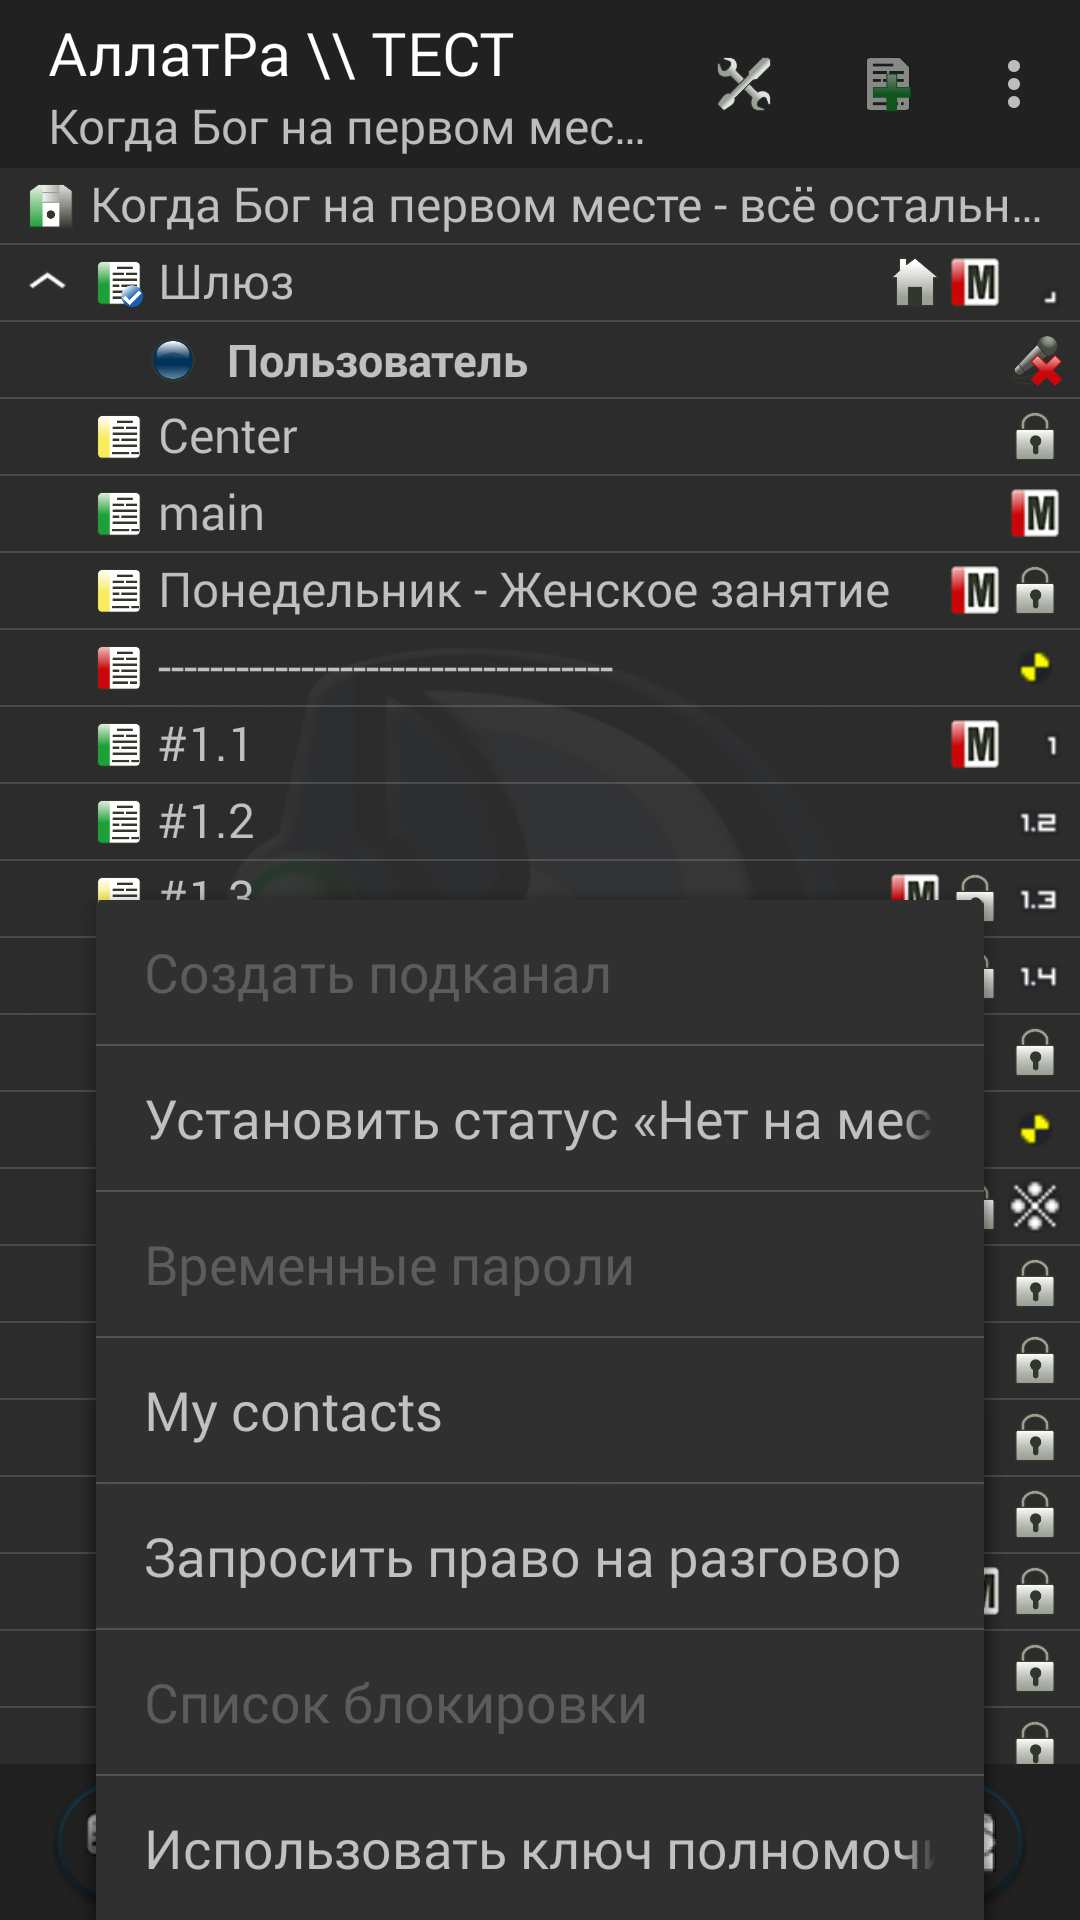 АллатРа \\ ТЕСТ
Когда Бог на первом мес...
Когда Бог на первом месте - всё остальн...
Шлюз
M
Пользователь
Center
main
M
Понедельник - Женское занятие
M
-----------------------------------
#1.1
M
1
#1.2
1.2
#1.3
M
1.3
1.4
Создать подканал
Установить статус «Нет на мес
Временные пароли
My contacts
Запросить право на разговор
Список блокировки
Использовать ключ полномоч